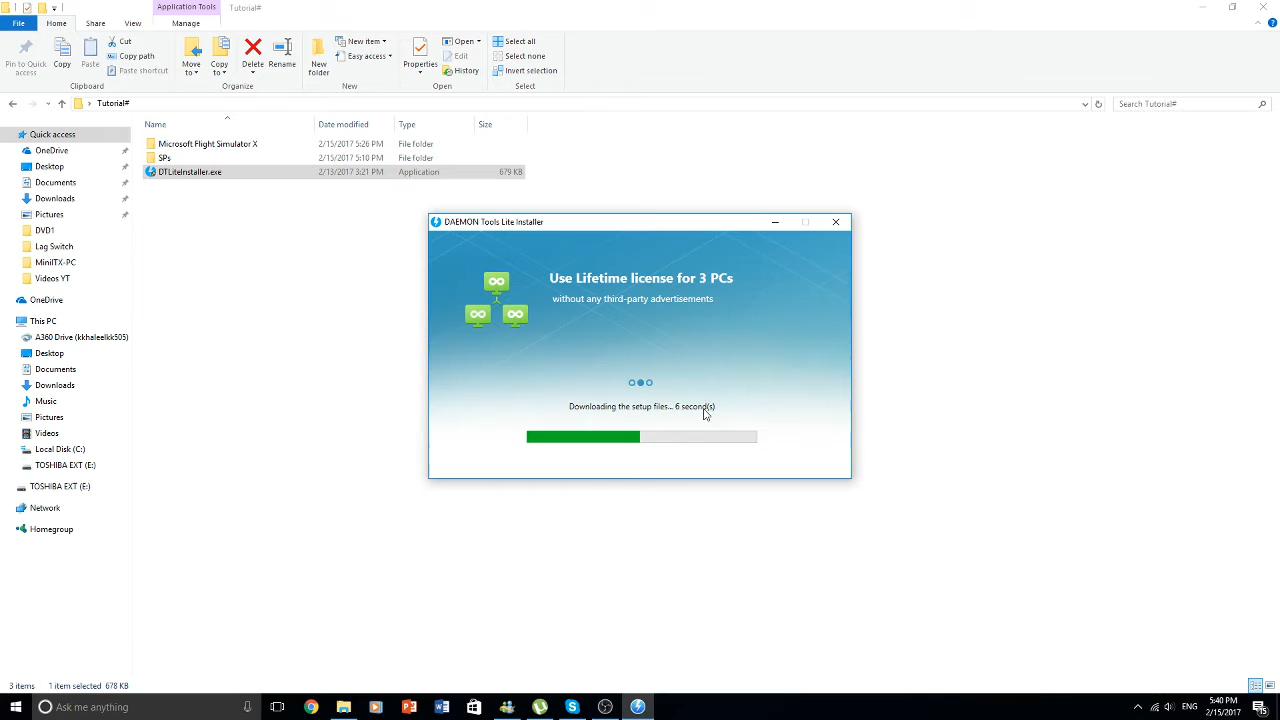 Application Tools
Tutorial#
File
Home
Share
View
Manage
Pin to Quick access
Copy
Paste
Cut
Copy path
Paste shortcut
Clipboard
Move to
Copy to
Delete
Rename
Organize
New folder
New item
Easy access
New
Properties
Open
Edit
History
Open
Select all
Select none
Invert selection
Select
Tutorial#
Search Tutorial#
Name
Date modified
Type
Size
Microsoft Flight Simulator X 2/15/2017 5:26 PM File folder
SPs 2/15/2017 5:10 PM File folder
DTLiteInstaller.exe 2/13/2017 3:21 PM Application 679 KB
Quick access
OneDrive
Desktop
Documents
Downloads
Pictures
DVD1
Lag Switch
MiniITX-PC
Videos YT
OneDrive
This PC
A360 Drive (kkhaleelkk505)
Desktop
Documents
Downloads
Music
Pictures
Videos
Local Disk (C:)
TOSHIBA EXT (E:)
TOSHIBA EXT (E:)
Network
Homegroup
DAEMON Tools Lite Installer
Use Lifetime license for 3 PCs
without any third-party advertisements
Downloading the setup files... 6 second(s)
3 items 1 item selected 678 KB
Ask me anything
ENG
5:40 PM
2/15/2017
15